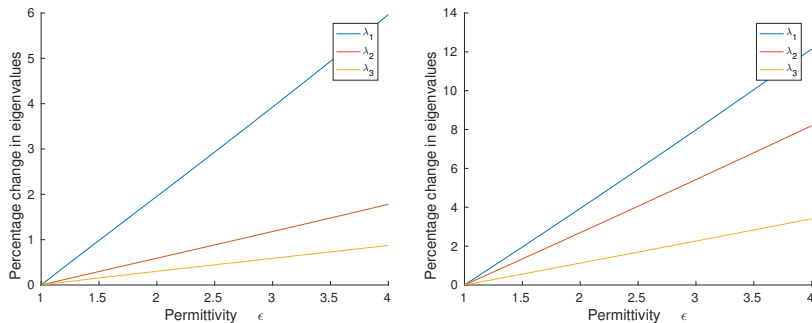 6
5
4
3
2
1
0
Percentage change in eigenvalues
λ1
λ2
λ3
1 1.5 2 2.5 3 3.5 4
Permittivity ϵ
14
12
10
8
6
4
2
0
Percentage change in eigenvalues
λ1
λ2
λ3
1 1.5 2 2.5 3 3.5 4
Permittivity ϵ